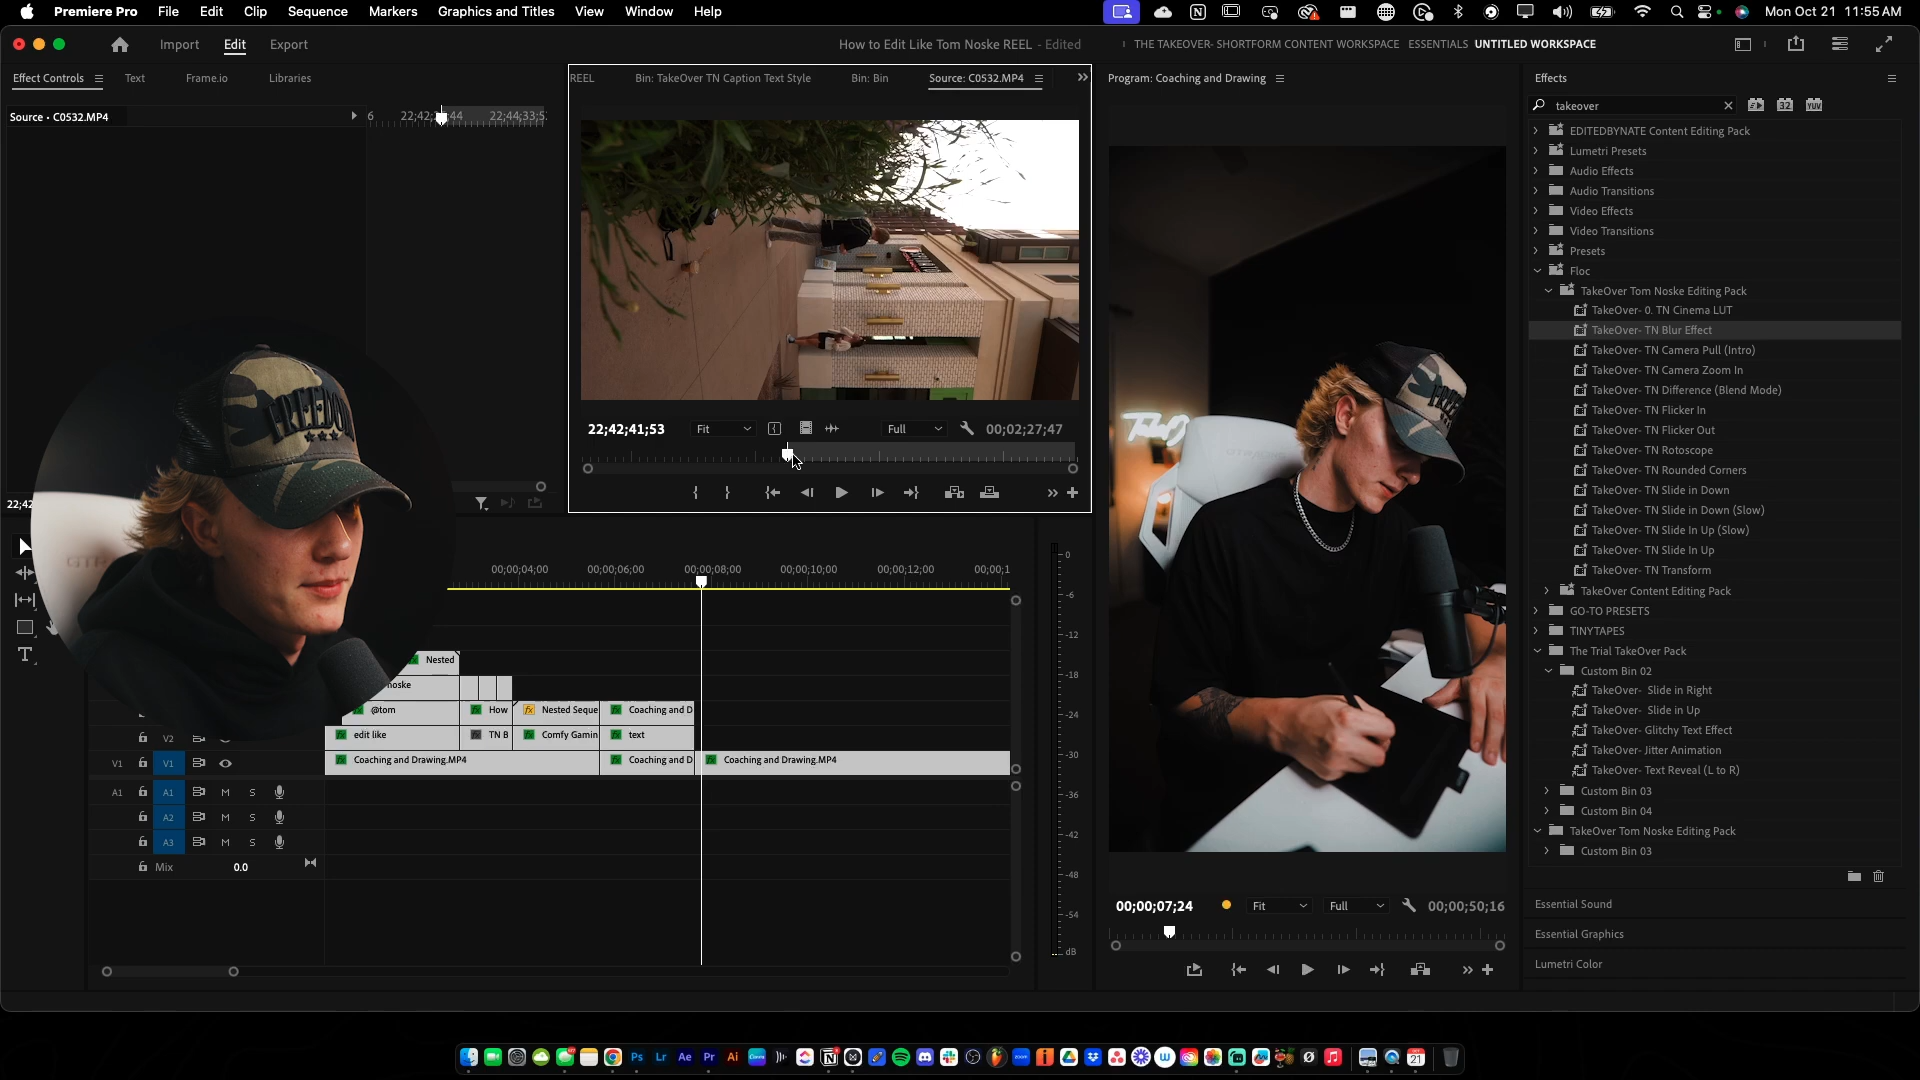 Premiere Pro File Edit Clip Sequence Markers Graphics and Titles View Window Help Mon Oct 21 11:55 AM
Import Edit Export How to Edit Like Tom Noske REEL - Edited THE TAKEOVER- SHORTFORM CONTENT WORKSPACE ESSENTIALS UNTITLED WORKSPACE
Effect Controls Text Frame.io Libraries
Source • C0532.MP4
22;44;33;5
REEL Bin: TakeOver TN Caption Text Style Bin: Bin Source: C0532.MP4
22;42;41;53 Fit Full 00;02;27;47
Program: Coaching and Drawing
00;00;07;24 Fit Full 00;00;50;16
FREEDOM
Effects
takeover
32 YUV
EDITEDBYNATE Content Editing Pack
Lumetri Presets
Audio Effects
Audio Transitions
Video Effects
Video Transitions
Presets
Floc
TakeOver Tom Noske Editing Pack
TakeOver- 0. TN Cinema LUT
TakeOver- TN Blur Effect
TakeOver- TN Camera Pull (Intro)
TakeOver- TN Camera Zoom In
TakeOver- TN Difference (Blend Mode)
TakeOver- TN Flicker In
TakeOver- TN Flicker Out
TakeOver- TN Rotoscope
TakeOver- TN Rounded Corners
TakeOver- TN Slide in Down
TakeOver- TN Slide in Down (Slow)
TakeOver- TN Slide In Up (Slow)
TakeOver- TN Slide In Up
TakeOver- TN Transform
TakeOver Content Editing Pack
GO-TO PRESETS
TINYTAPES
The Trial TakeOver Pack
Custom Bin 02
TakeOver- Slide in Right
TakeOver- Slide in Up
TakeOver- Glitchy Text Effect
TakeOver- Jitter Animation
TakeOver- Text Reveal (L to R)
Custom Bin 03
Custom Bin 04
TakeOver Tom Noske Editing Pack
Custom Bin 03
Essential Sound
Essential Graphics
Lumetri Color
22;42
00;00;04;00 00;00;06;00 00;00;08;00 00;00;10;00 00;00;12;00 00;00;1
Nested
noske
@tom How Nested Seque Coaching and D
V2 edit like TN B Comfy Gamin text
V1 V1 Coaching and Drawing.MP4 Coaching and D Coaching and Drawing.MP4
A1 A1 M S
A2 M S
A3 M S
Mix 0.0
0
-6
-12
-18
-24
-30
-36
-42
-48
-54
dB
Ps Lr Ae Pr Ai 21